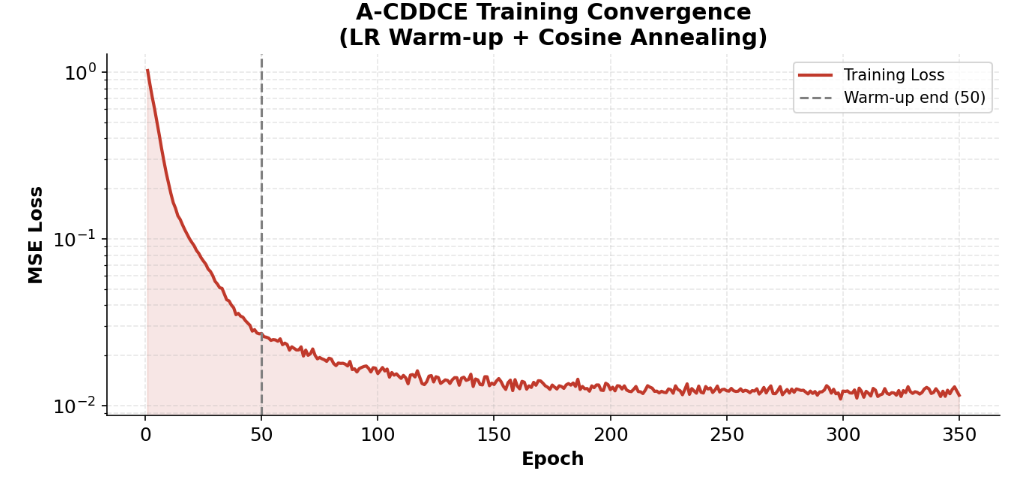 A-CDDCE Training Convergence
(LR Warm-up + Cosine Annealing)
Training Loss
Warm-up end (50)
MSE Loss
10⁰
10⁻¹
10⁻²
0 50 100 150 200 250 300 350
Epoch